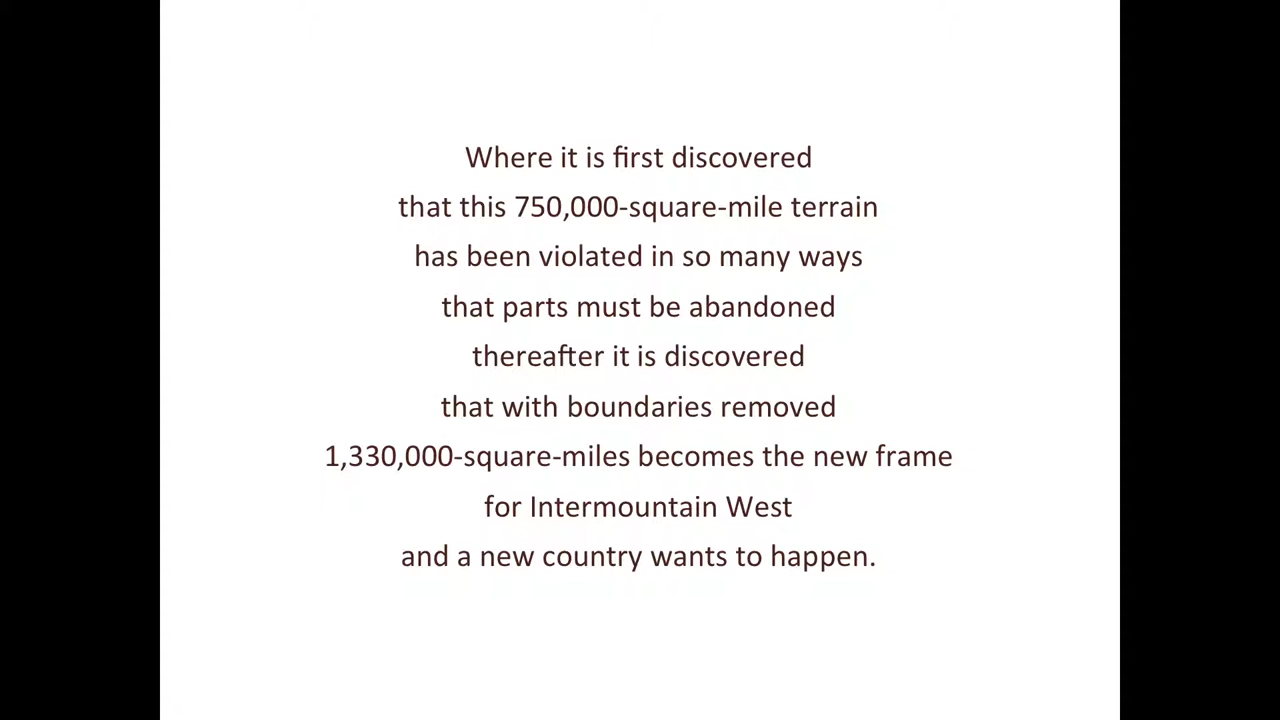 Where it is first discovered
that this 750,000-square-mile terrain
has been violated in so many ways
that parts must be abandoned
thereafter it is discovered
that with boundaries removed
1,330,000-square-miles becomes the new frame
for Intermountain West
and a new country wants to happen.